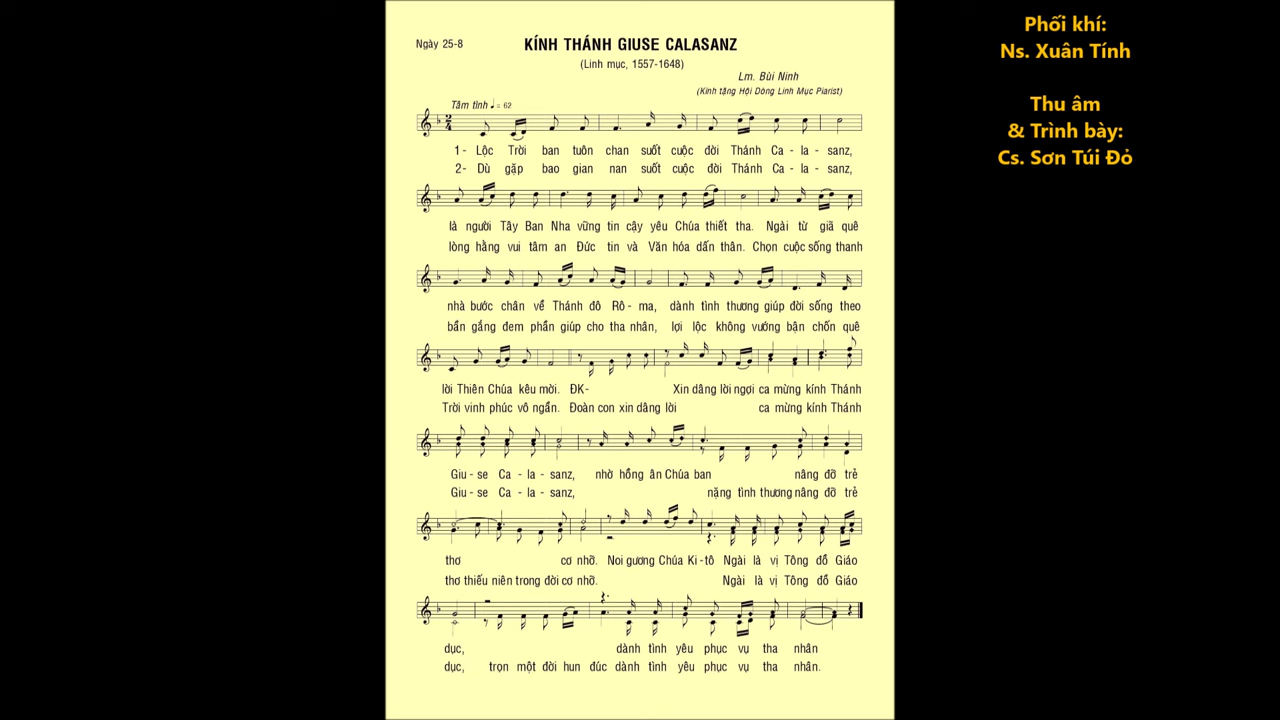 Ngày 25-8
KÍNH THÁNH GIUSE CALASANZ
(Linh mục, 1557-1648)
Lm. Bùi Ninh
(Kính tặng Hội Dòng Linh Mục Piarist)
Tâm tình ♩ = 62
1- Lộc Trời ban tuôn chan suốt cuộc đời Thánh Ca - la - sanz,
2- Dù gặp bao gian nan suốt cuộc đời Thánh Ca - la - sanz,
là người Tây Ban Nha vững tin cậy yêu Chúa thiết tha. Ngài từ giã quê
lòng hằng vui tâm an Đức tin và Văn hóa dấn thân. Chọn cuộc sống thanh
nhà bước chân về Thánh đô Rô - ma, dành tình thương giúp đời sống theo
bần gắng đem phần giúp cho tha nhân, lợi lộc không vướng bận chốn quê
lời Thiên Chúa kêu mời. ĐK- Xin dâng lời ngợi ca mừng kính Thánh
Trời vinh phúc vô ngần. Đoàn con xin dâng lời ca mừng kính Thánh
Giu - se Ca - la - sanz, nhờ hồng ân Chúa ban nâng đỡ trẻ
Giu - se Ca - la - sanz, nặng tình thương nâng đỡ trẻ
thơ cơ nhỡ. Noi gương Chúa Ki-tô Ngài là vị Tông đồ Giáo
thơ thiếu niên trong đời cơ nhỡ. Ngài là vị Tông đồ Giáo
dục, dành tình yêu phục vụ tha nhân
dục, trọn một đời hun đúc dành tình yêu phục vụ tha nhân.
Phối khí:
Ns. Xuân Tính
Thu âm
& Trình bày:
Cs. Sơn Túi Đỏ